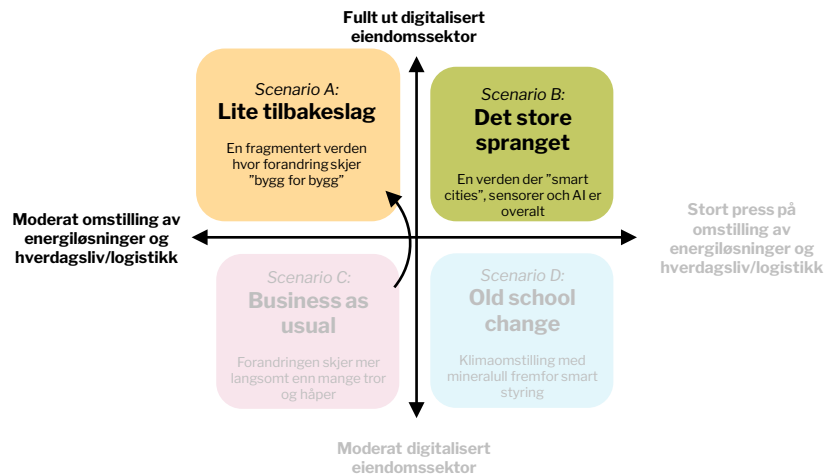 Fullt ut digitalisert
eiendomssektor
Scenario A:
Lite tilbakeslag
En fragmentert verden
hvor forandring skjer
”bygg for bygg”
Scenario B:
Det store
spranget
En verden der ”smart
cities”, sensorer och AI er
overalt
Moderat omstilling av
energiløsninger og
hverdagsliv/logistikk
Stort press på
omstilling av
energiløsninger og
hverdagsliv/logistikk
Scenario C:
Business as
usual
Forandringen skjer mer
langsomt enn mange tror
og håper
Scenario D:
Old school
change
Klimaomstilling med
mineralull fremfor smart
styring
Moderat digitalisert
eiendomssektor